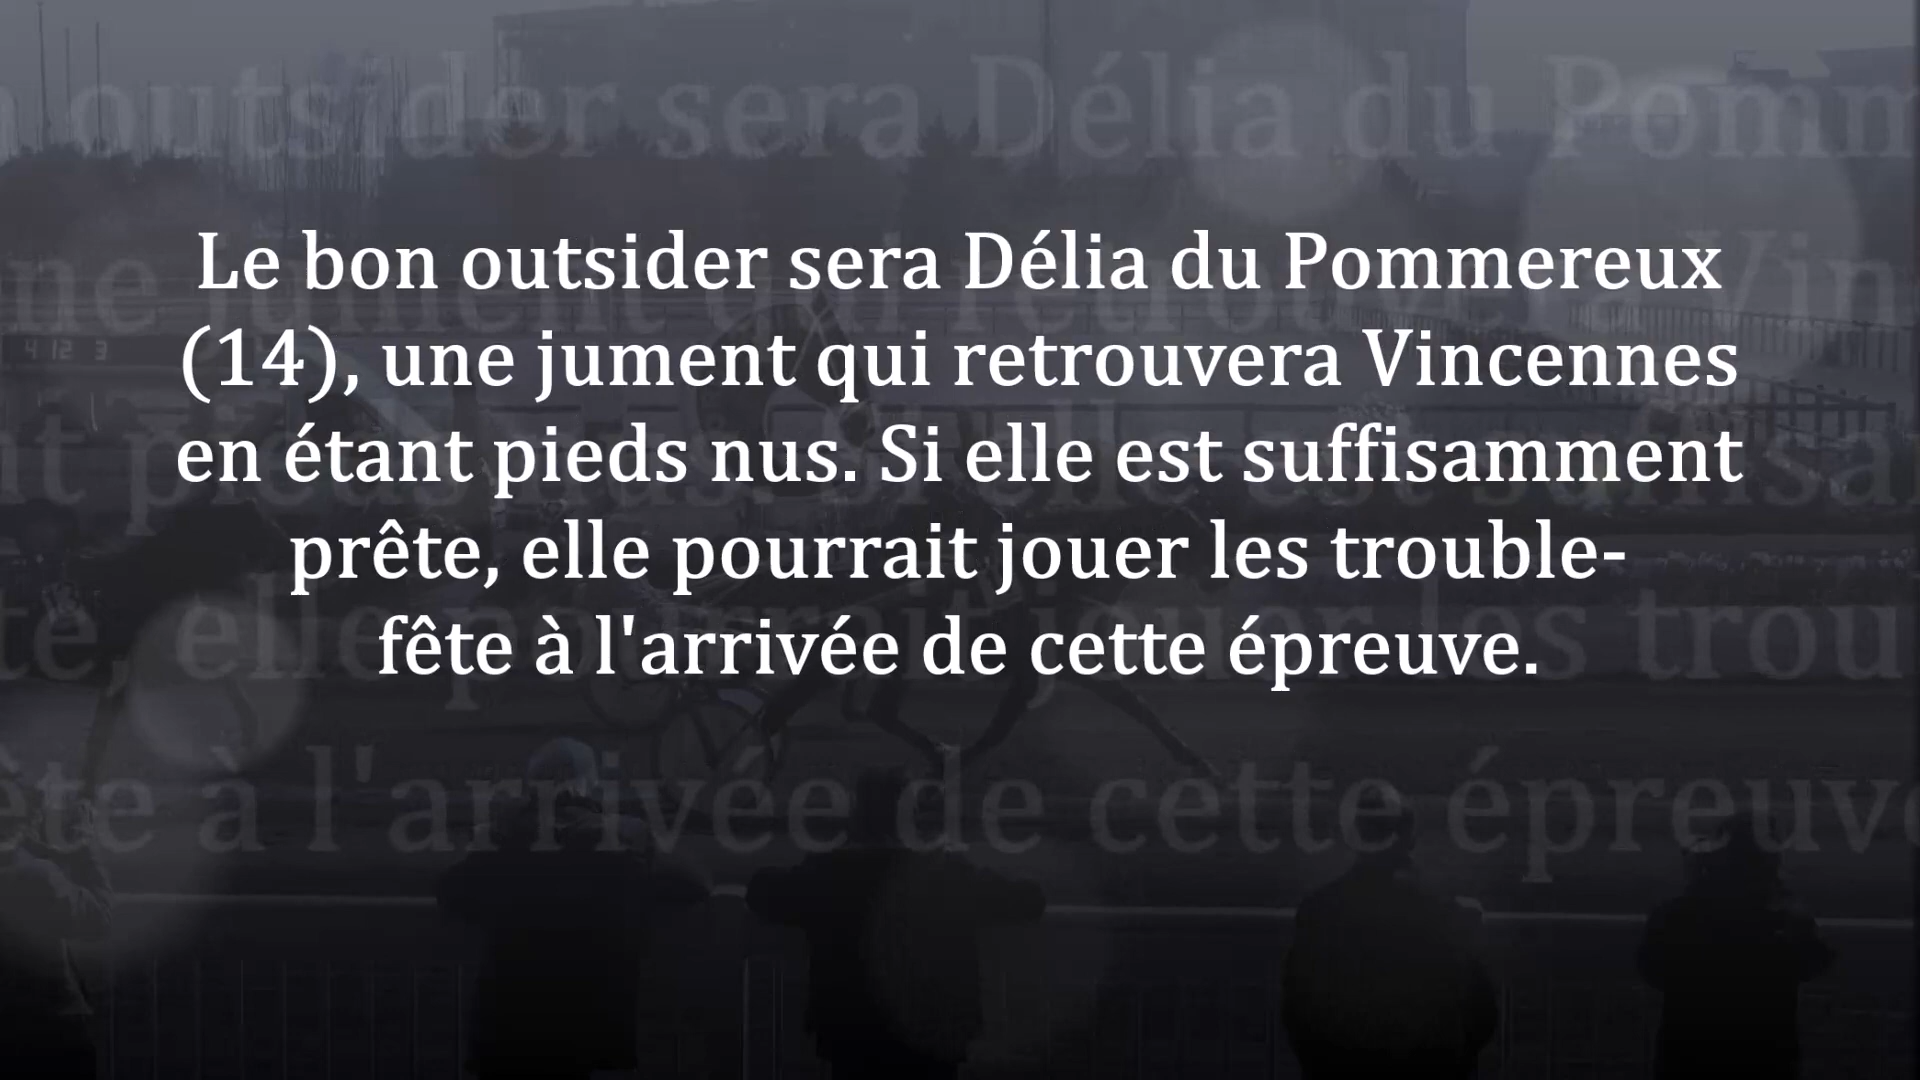 Le bon outsider sera Délia du Pommereux
(14), une jument qui retrouvera Vincennes
en étant pieds nus. Si elle est suffisamment
prête, elle pourrait jouer les trouble-
fête à l'arrivée de cette épreuve.